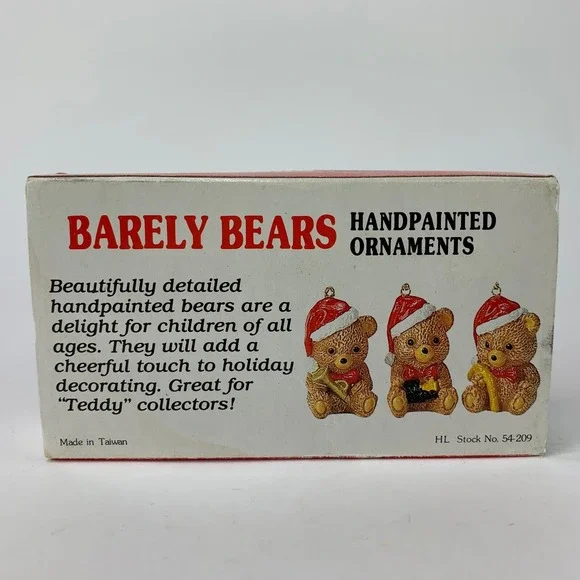 BARELY BEARS HANDPAINTED
ORNAMENTS
Beautifully detailed
handpainted bears are a
delight for children of all
ages. They will add a
cheerful touch to holiday
decorating. Great for
"Teddy" collectors!
Made in Taiwan
HL Stock No. 54-209